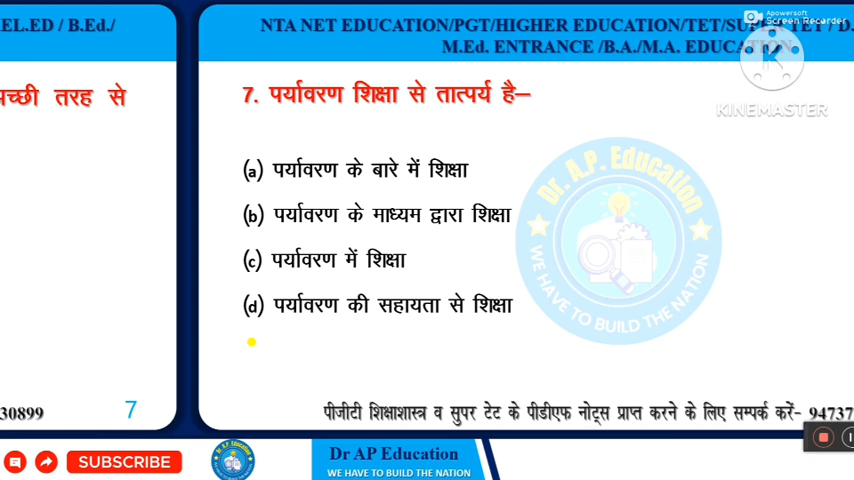 EL.ED / B.Ed./
NTA NET EDUCATION/PGT/HIGHER EDUCATION/TET/SUPER TET / D.
M.Ed. ENTRANCE /B.A./M.A. EDUCATION
Apowersoft
Screen Recorder
KINEMASTER
च्छी तरह से
7. पर्यावरण शिक्षा से तात्पर्य है–
(a) पर्यावरण के बारे में शिक्षा
(b) पर्यावरण के माध्यम द्वारा शिक्षा
(c) पर्यावरण में शिक्षा
(d) पर्यावरण की सहायता से शिक्षा
Dr. A.P. Education
WE HAVE TO BUILD THE NATION
30899
7
पीजीटी शिक्षाशास्त्र व सुपर टेट के पीडीएफ नोट्स प्राप्त करने के लिए सम्पर्क करें- 94737
SUBSCRIBE
Dr AP Education
WE HAVE TO BUILD THE NATION